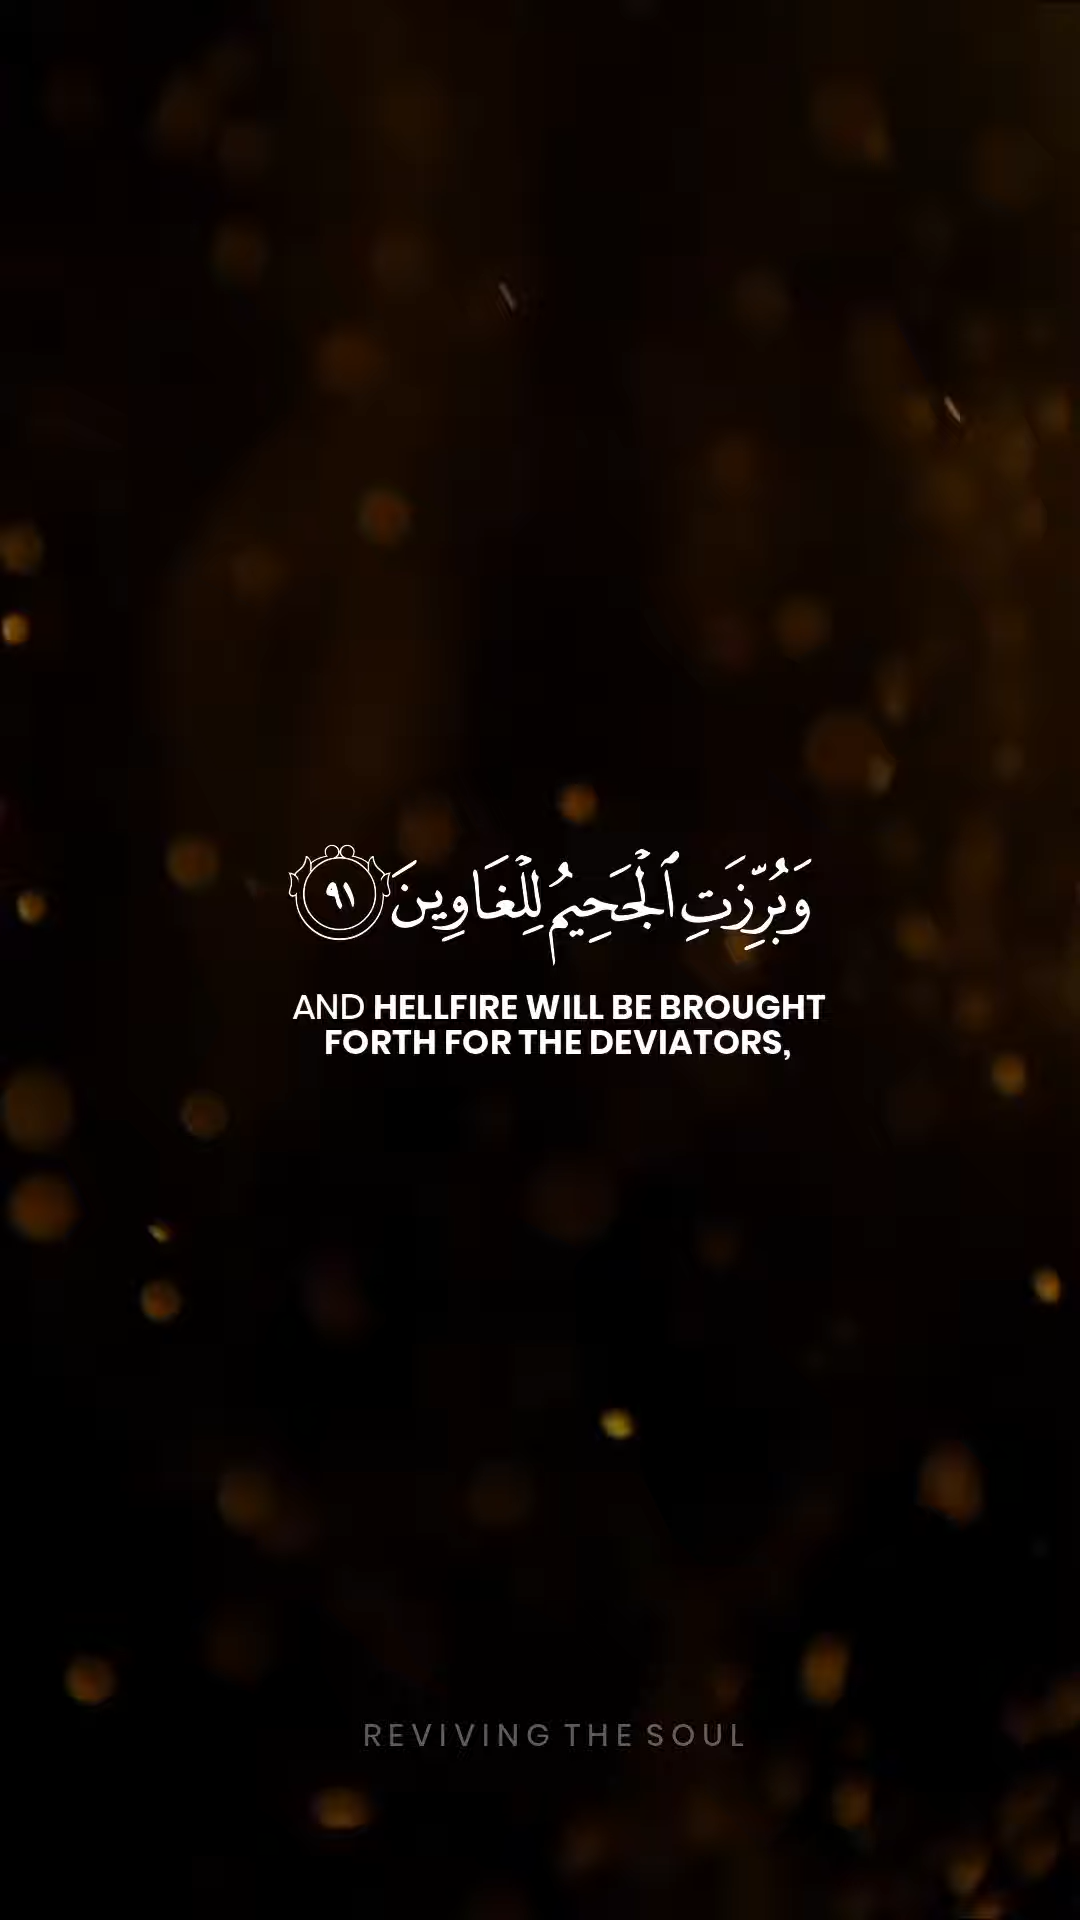 وَبُرِّزَتِ ٱلْجَحِيمُ لِلْغَاوِينَ ٩١
AND HELLFIRE WILL BE BROUGHT
FORTH FOR THE DEVIATORS,
REVIVING THE SOUL